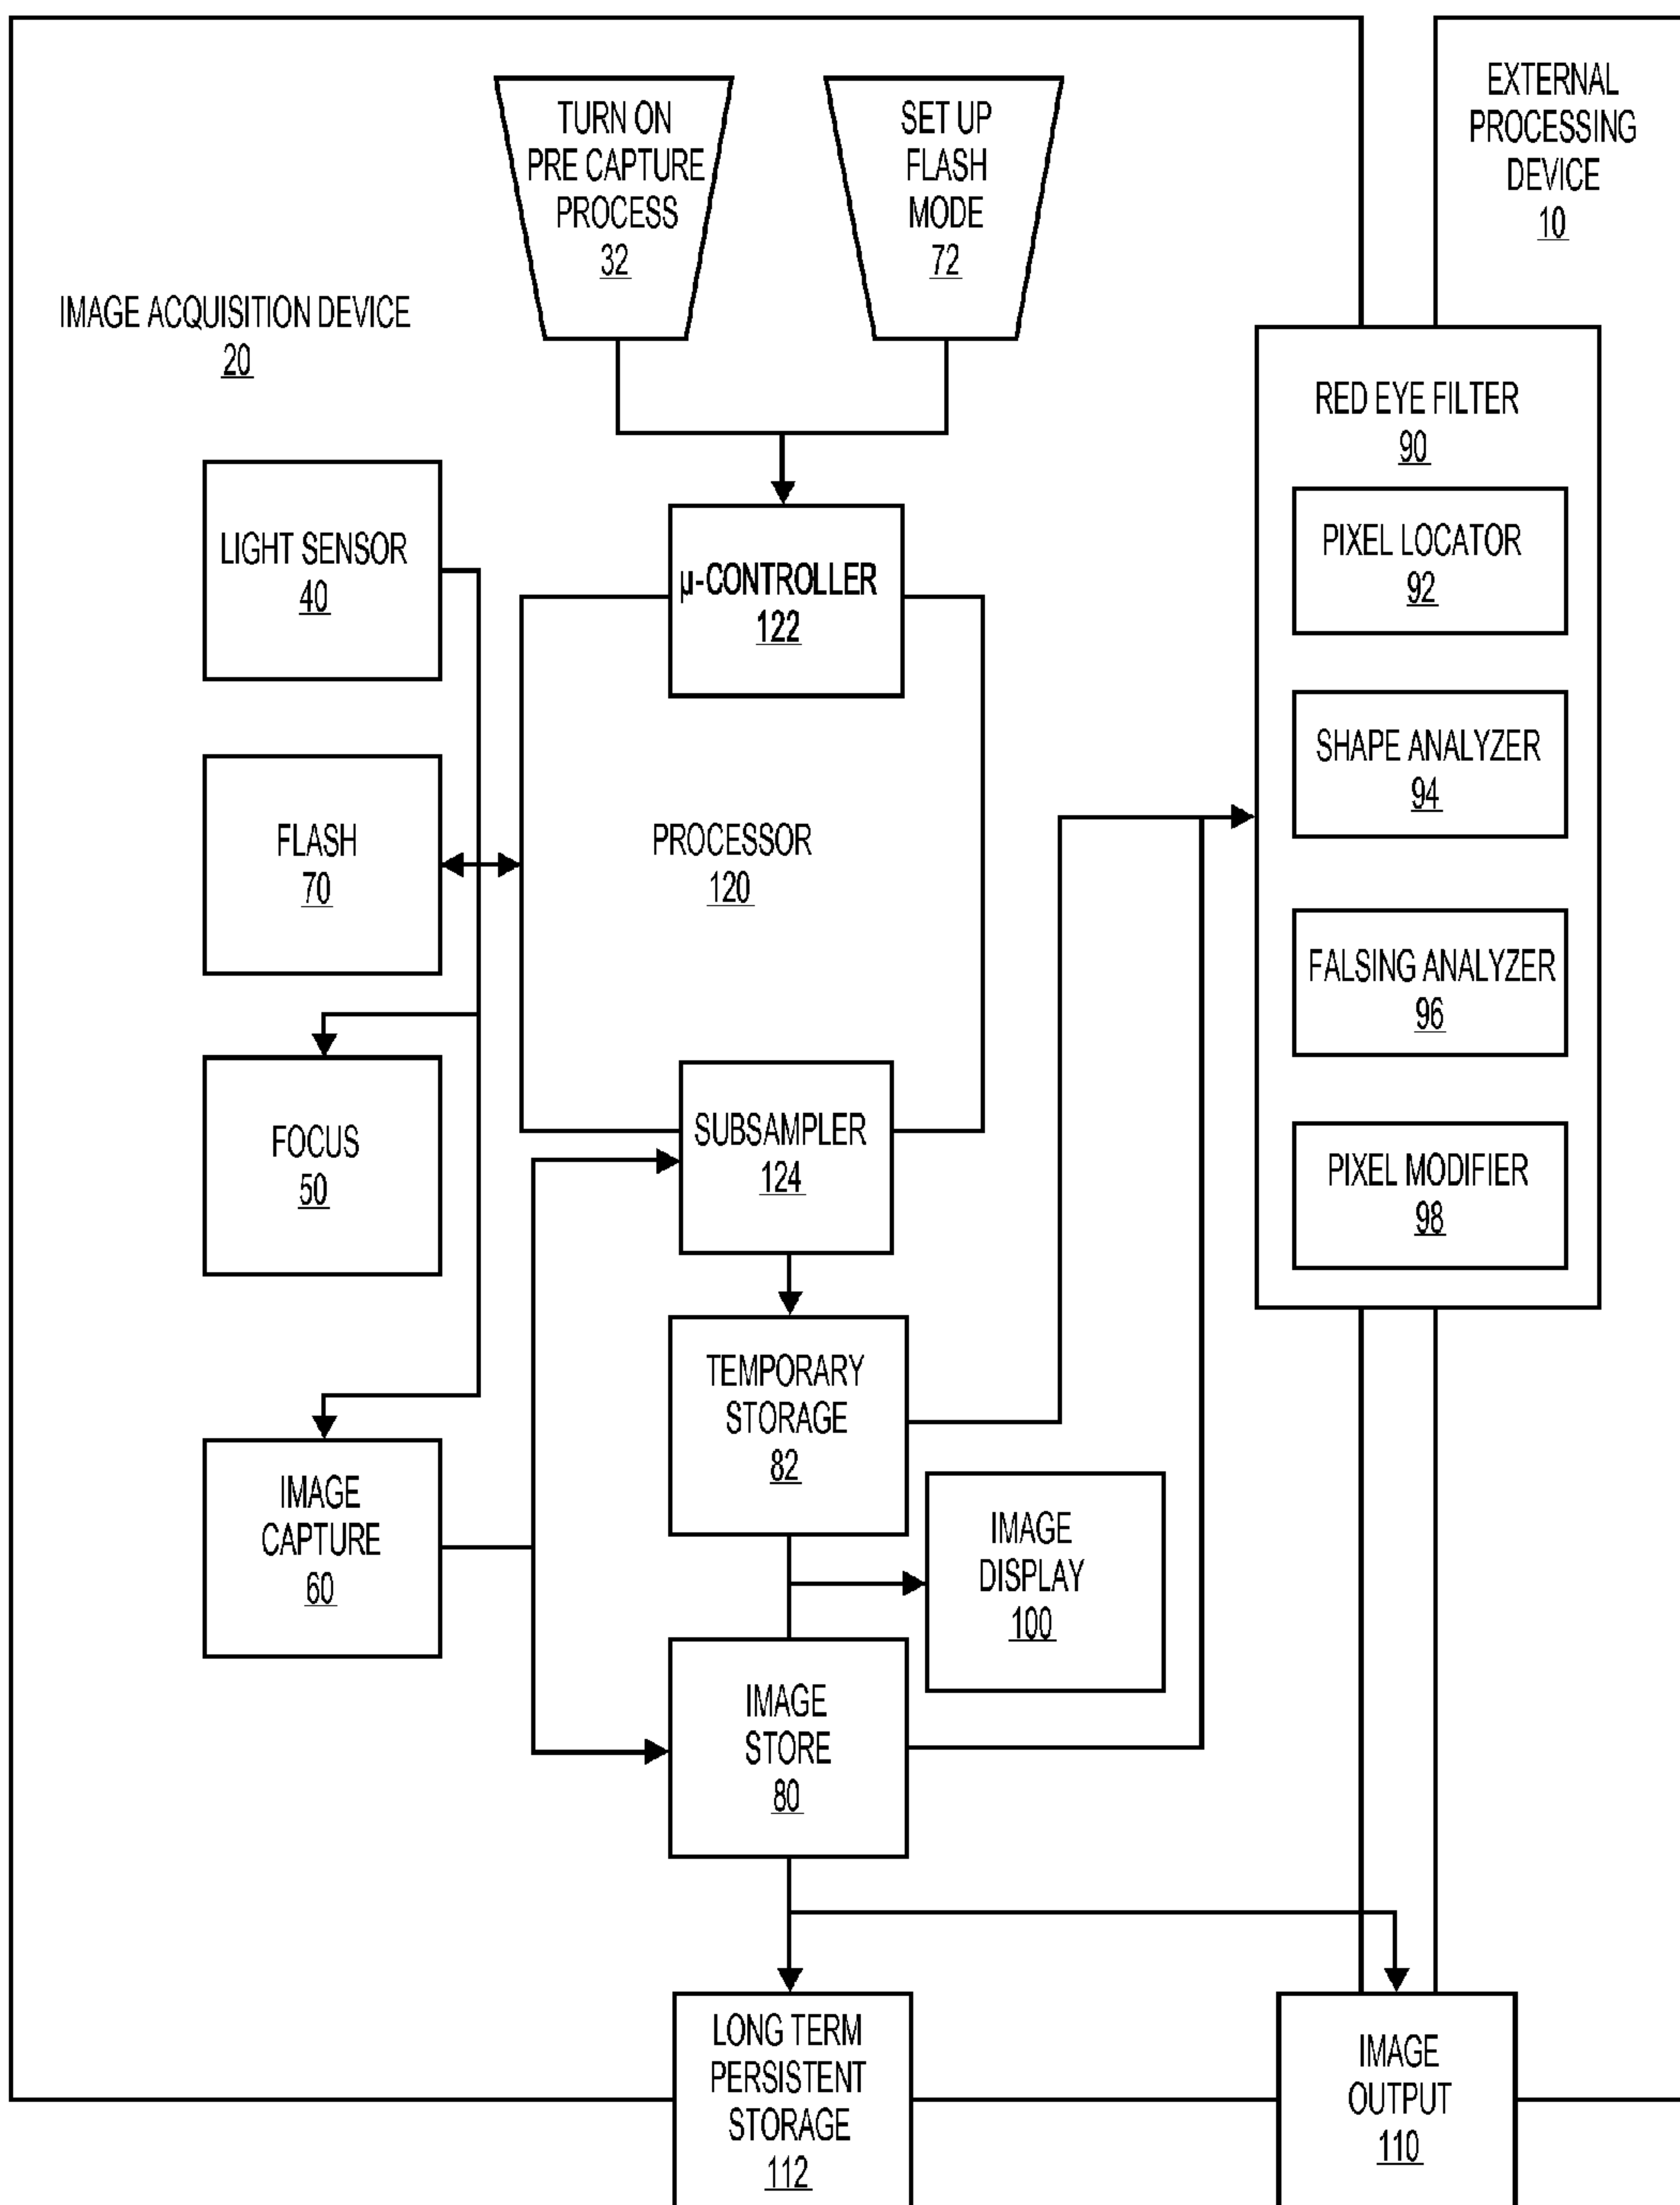 TURN ON
PRE CAPTURE
PROCESS
32
SET UP
FLASH
MODE
72
EXTERNAL
PROCESSING
DEVICE
10
IMAGE ACQUISITION DEVICE
20
RED EYE FILTER
90
LIGHT SENSOR
40
µ-CONTROLLER
122
PIXEL LOCATOR
92
SHAPE ANALYZER
94
FLASH
70
PROCESSOR
120
FALSING ANALYZER
96
FOCUS
50
SUBSAMPLER
124
PIXEL MODIFIER
98
TEMPORARY
STORAGE
82
IMAGE
CAPTURE
60
IMAGE
DISPLAY
100
IMAGE
STORE
80
LONG TERM
PERSISTENT
STORAGE
112
IMAGE
OUTPUT
110